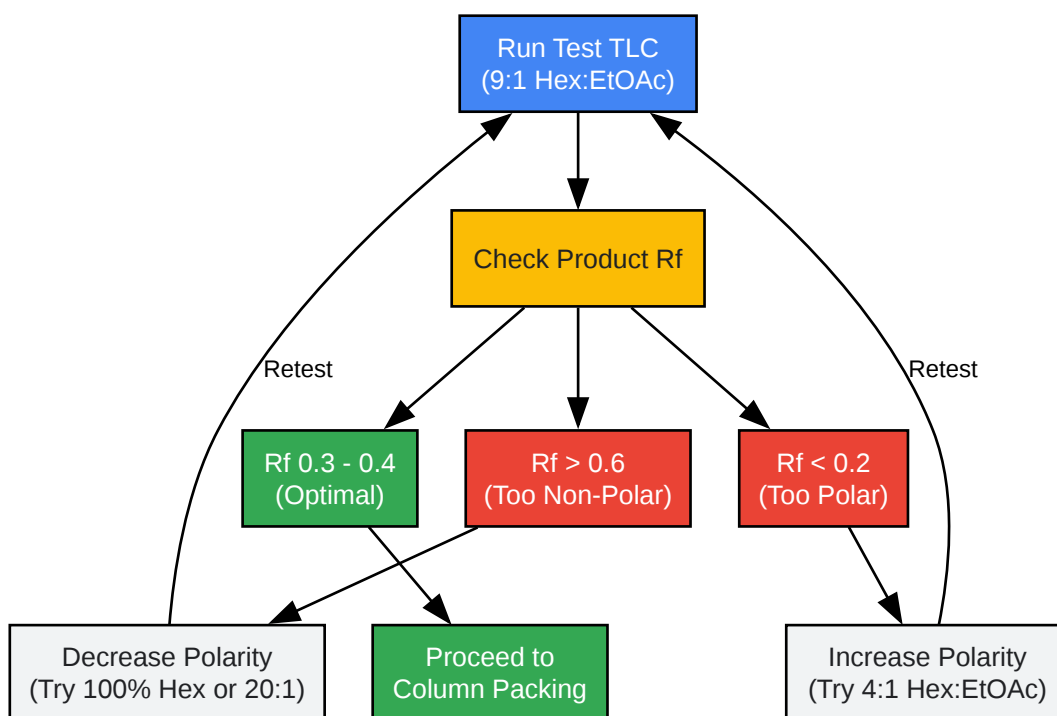 Run Test TLC
(9:1 Hex:EtOAc)
Check Product Rf
Retest
Retest
Rf 0.3 - 0.4
(Optimal)
Rf > 0.6
(Too Non-Polar)
Rf < 0.2
(Too Polar)
Decrease Polarity
(Try 100% Hex or 20:1)
Proceed to
Column Packing
Increase Polarity
(Try 4:1 Hex:EtOAc)